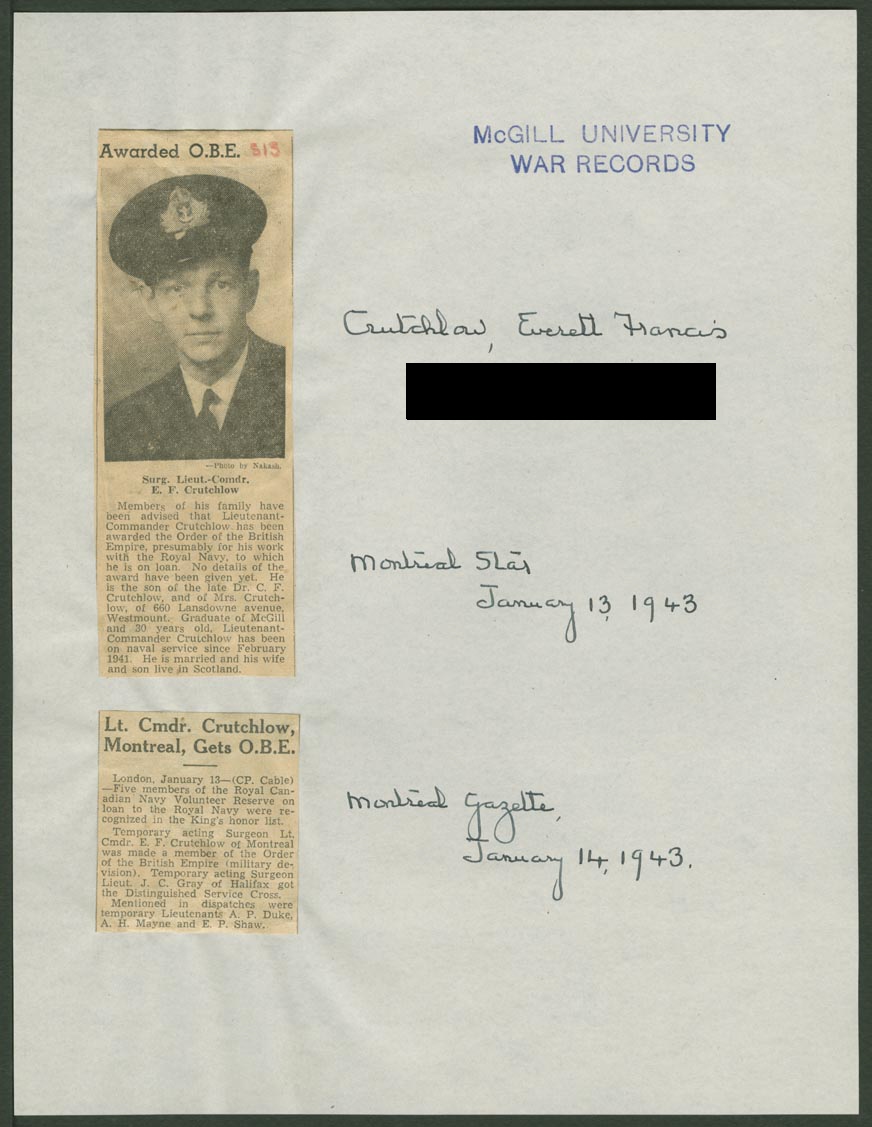 McGILL UNIVERSITY
WAR RECORDS
Awarded O.B.E. 515
—Photo by Nakash.
Surg. Lieut.-Comdr.
E. F. Crutchlow
Members of his family have
been advised that Lieutenant-
Commander Crutchlow has been
awarded the Order of the British
Empire, presumably for his work
with the Royal Navy, to which
he is on loan. No details of the
award have been given yet. He
is the son of the late Dr. C. F.
Crutchlow, and of Mrs. Crutch-
low, of 660 Lansdowne avenue,
Westmount. Graduate of McGill
and 30 years old, Lieutenant-
Commander Crutchlow has been
on naval service since February
1941. He is married and his wife
and son live in Scotland.
Crutchlow, Everett Francis
Montreal Star
January 13, 1943
Lt. Cmdr. Crutchlow,
Montreal, Gets O.B.E.
London, January 13—(CP. Cable)
—Five members of the Royal Can-
adian Navy Volunteer Reserve on
loan to the Royal Navy were re-
cognized in the King's honor list.
Temporary acting Surgeon Lt.
Cmdr. E. F. Crutchlow of Montreal
was made a member of the Order
of the British Empire (military de-
vision). Temporary acting Surgeon
Lieut. J. C. Gray of Halifax got
the Distinguished Service Cross.
Mentioned in dispatches were
temporary Lieutenants A. P. Duke,
A. H. Mayne and E. P. Shaw.
Montreal Gazette,
January 14, 1943.